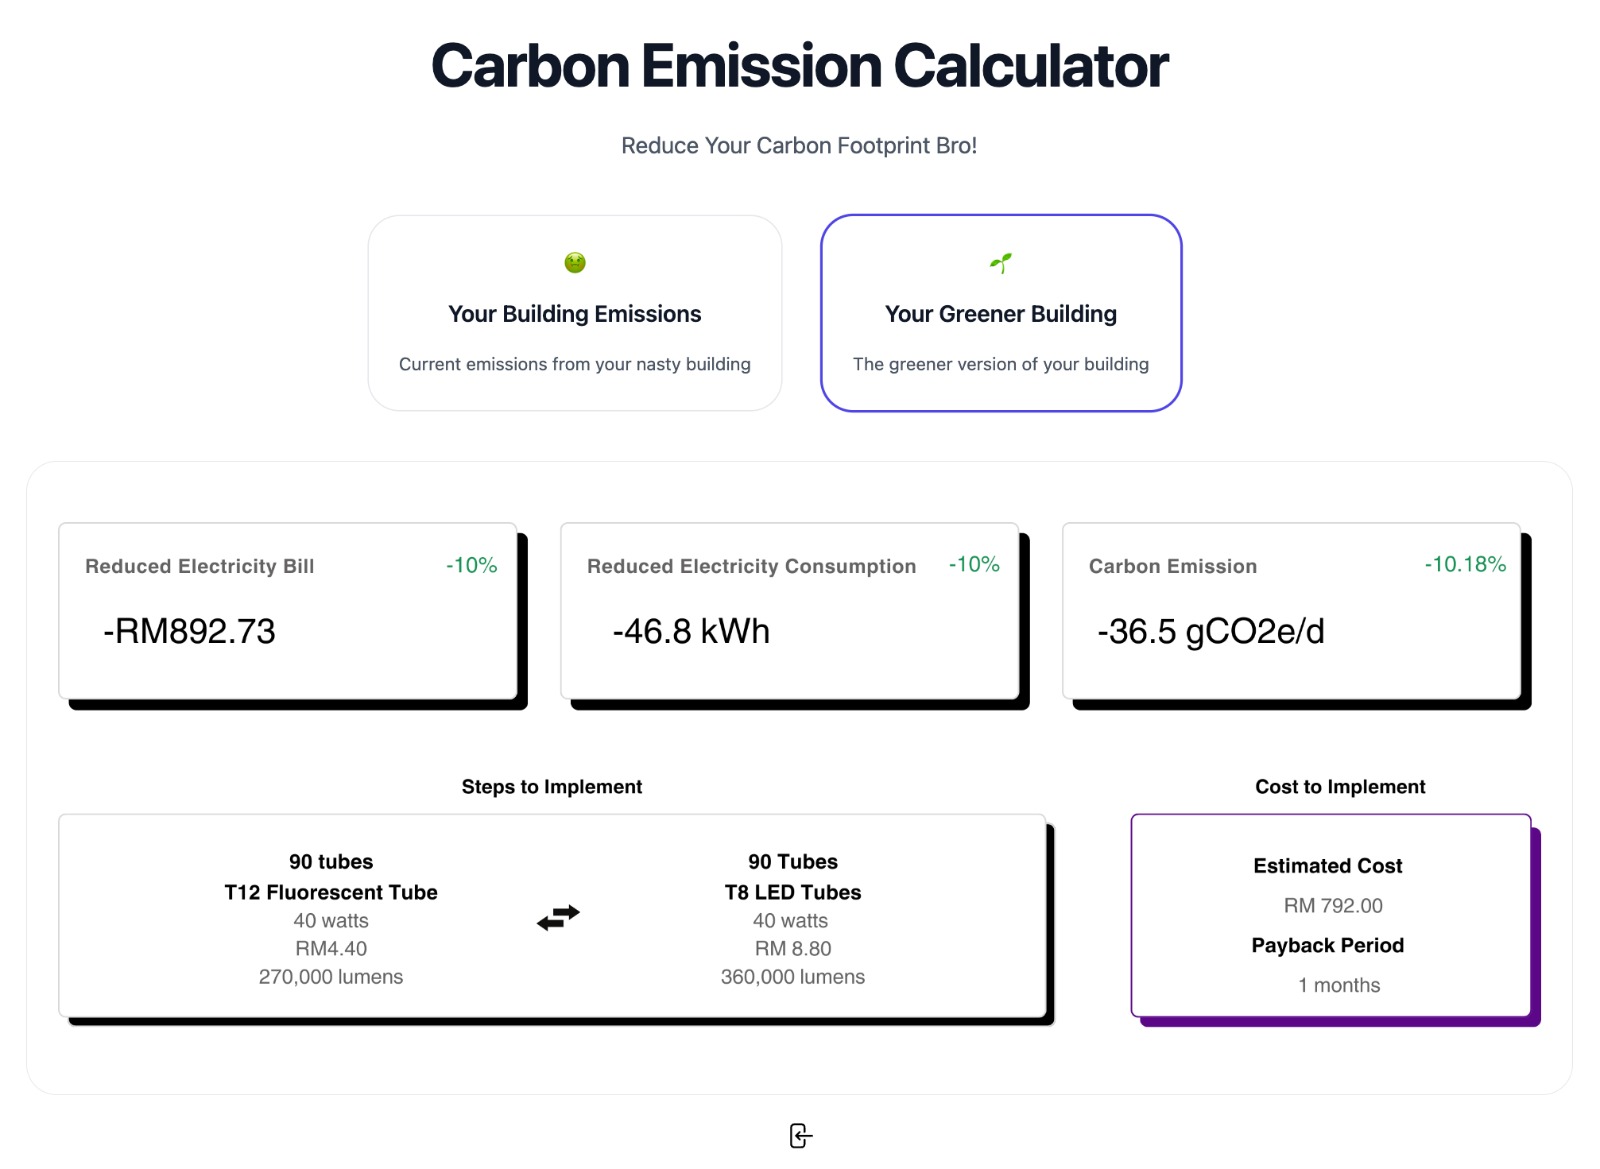 Carbon Emission Calculator
Reduce Your Carbon Footprint Bro!
Your Building Emissions
Current emissions from your nasty building
Your Greener Building
The greener version of your building
Reduced Electricity Bill
-10%
-RM892.73
Reduced Electricity Consumption
-10%
-46.8 kWh
Carbon Emission
-10.18%
-36.5 gCO2e/d
Steps to Implement
90 tubes
T12 Fluorescent Tube
40 watts
RM4.40
270,000 lumens
90 Tubes
T8 LED Tubes
40 watts
RM 8.80
360,000 lumens
Cost to Implement
Estimated Cost
RM 792.00
Payback Period
1 months